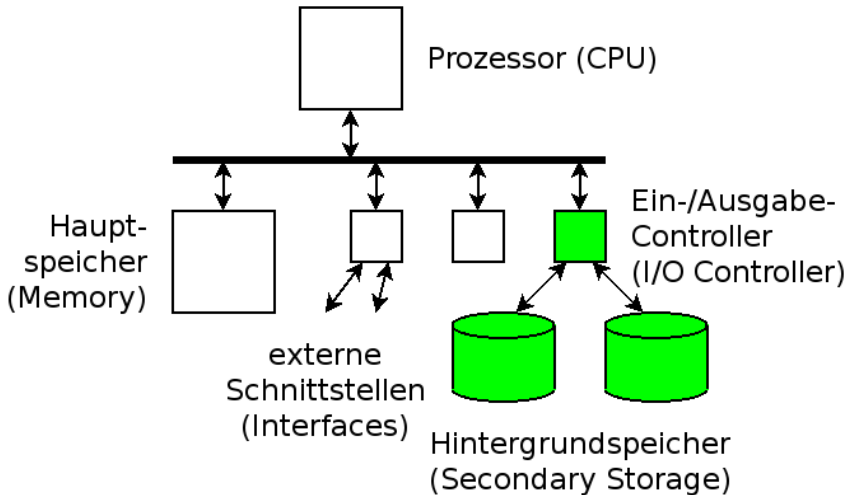 Prozessor (CPU)
Haupt-
speicher
(Memory)
Ein-/Ausgabe-
Controller
(I/O Controller)
externe
Schnittstellen
(Interfaces)
Hintergrundspeicher
(Secondary Storage)